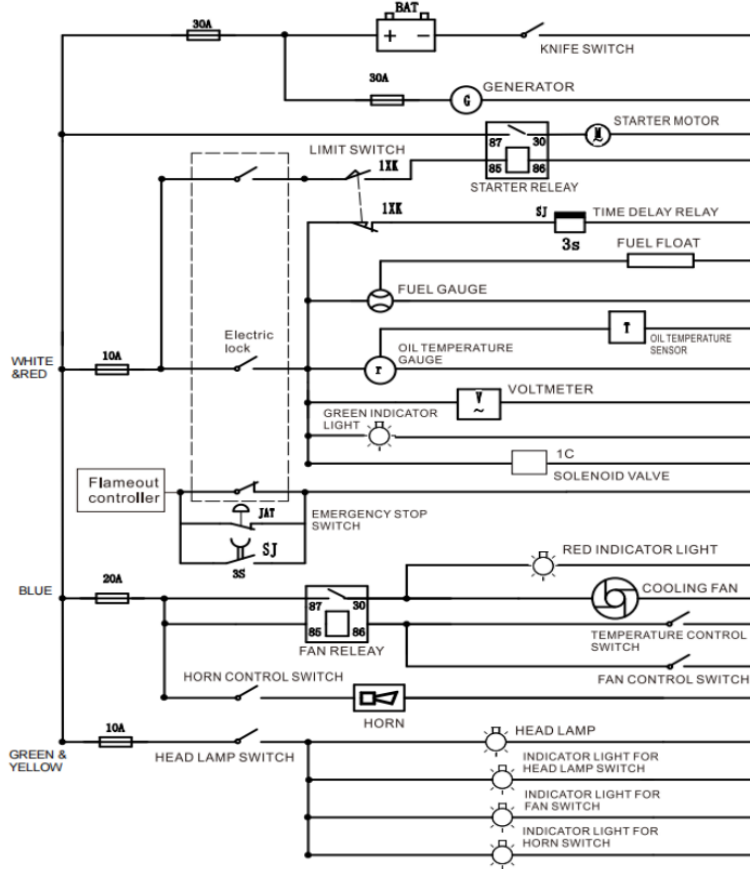 BAT
30A
+ −
KNIFE SWITCH
30A
G
GENERATOR
STARTER MOTOR
M
87 30
85 86
STARTER RELEAY
LIMIT SWITCH
1XK
1XK
SJ
TIME DELAY RELAY
3s
FUEL FLOAT
FUEL GAUGE
T
OIL TEMPERATURE
SENSOR
OIL TEMPERATURE
GAUGE
r
Electric
lock
WHITE
&RED
10A
V
~
VOLTMETER
GREEN INDICATOR
LIGHT
1C
SOLENOID VALVE
Flameout
controller
JAT
EMERGENCY STOP
SWITCH
SJ
3S
RED INDICATOR LIGHT
BLUE
20A
COOLING FAN
87 30
85 86
FAN RELEAY
TEMPERATURE CONTROL
SWITCH
FAN CONTROL SWITCH
HORN CONTROL SWITCH
HORN
10A
GREEN &
YELLOW
HEAD LAMP SWITCH
HEAD LAMP
INDICATOR LIGHT FOR
HEAD LAMP SWITCH
INDICATOR LIGHT FOR
FAN SWITCH
INDICATOR LIGHT FOR
HORN SWITCH